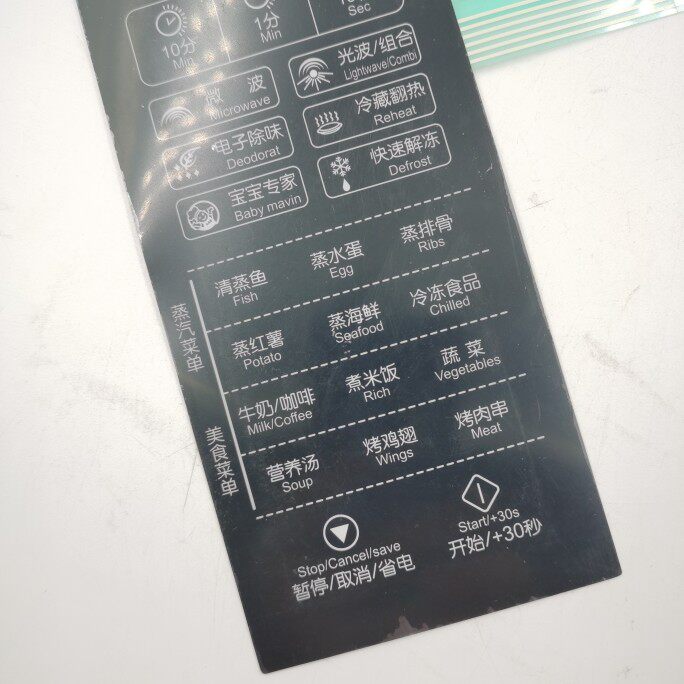 10分
Min
1分
Min
Sec
微 波
Microwave
光波/组合
Lightwave/Combi
电子除味
Deodorat
冷藏翻热
Reheat
宝宝专家
Baby mavin
快速解冻
Defrost
蒸汽菜单
清蒸鱼
Fish
蒸水蛋
Egg
蒸排骨
Ribs
蒸红薯
Potato
蒸海鲜
Seafood
冷冻食品
Chilled
美食菜单
牛奶/咖啡
Milk/Coffee
煮米饭
Rich
蔬 菜
Vegetables
营养汤
Soup
烤鸡翅
Wings
烤肉串
Meat
Stop/Cancel/save
暂停/取消/省电
Start/+30s
开始/+30秒